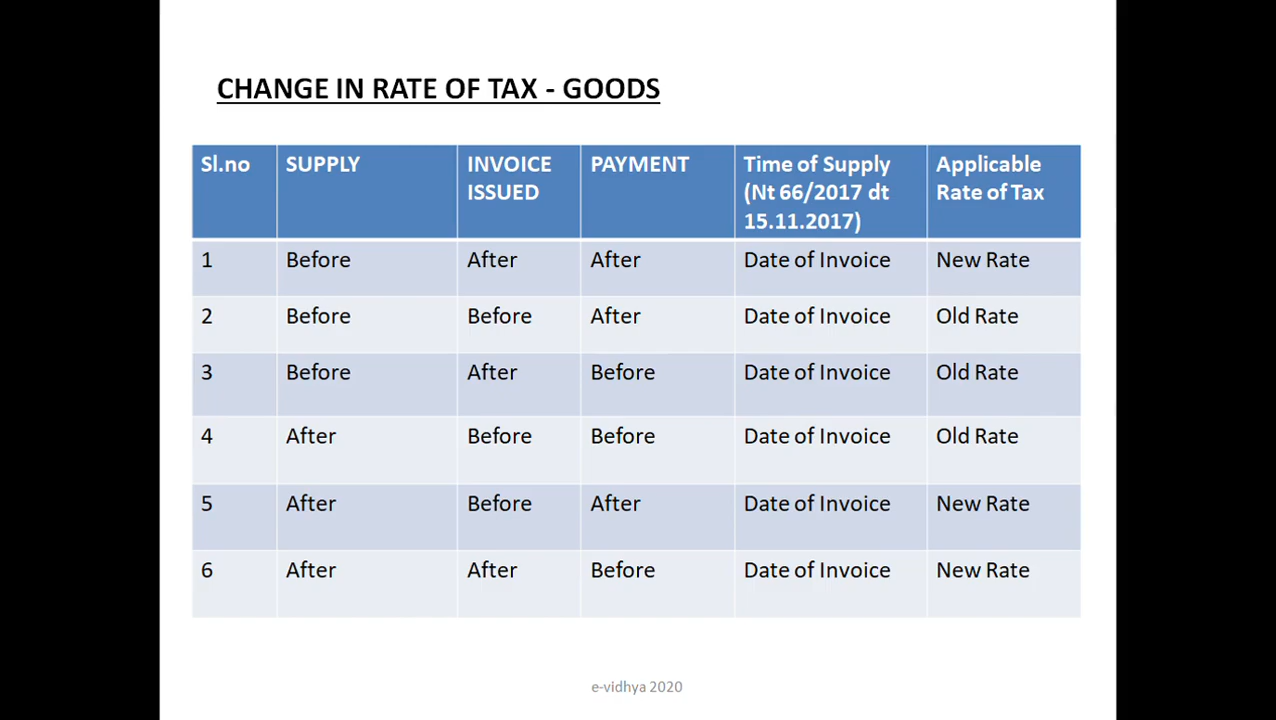 CHANGE IN RATE OF TAX - GOODS
Sl.no SUPPLY INVOICE ISSUED PAYMENT Time of Supply (Nt 66/2017 dt 15.11.2017) Applicable Rate of Tax
1 Before After After Date of Invoice New Rate
2 Before Before After Date of Invoice Old Rate
3 Before After Before Date of Invoice Old Rate
4 After Before Before Date of Invoice Old Rate
5 After Before After Date of Invoice New Rate
6 After After Before Date of Invoice New Rate
e-vidhya 2020